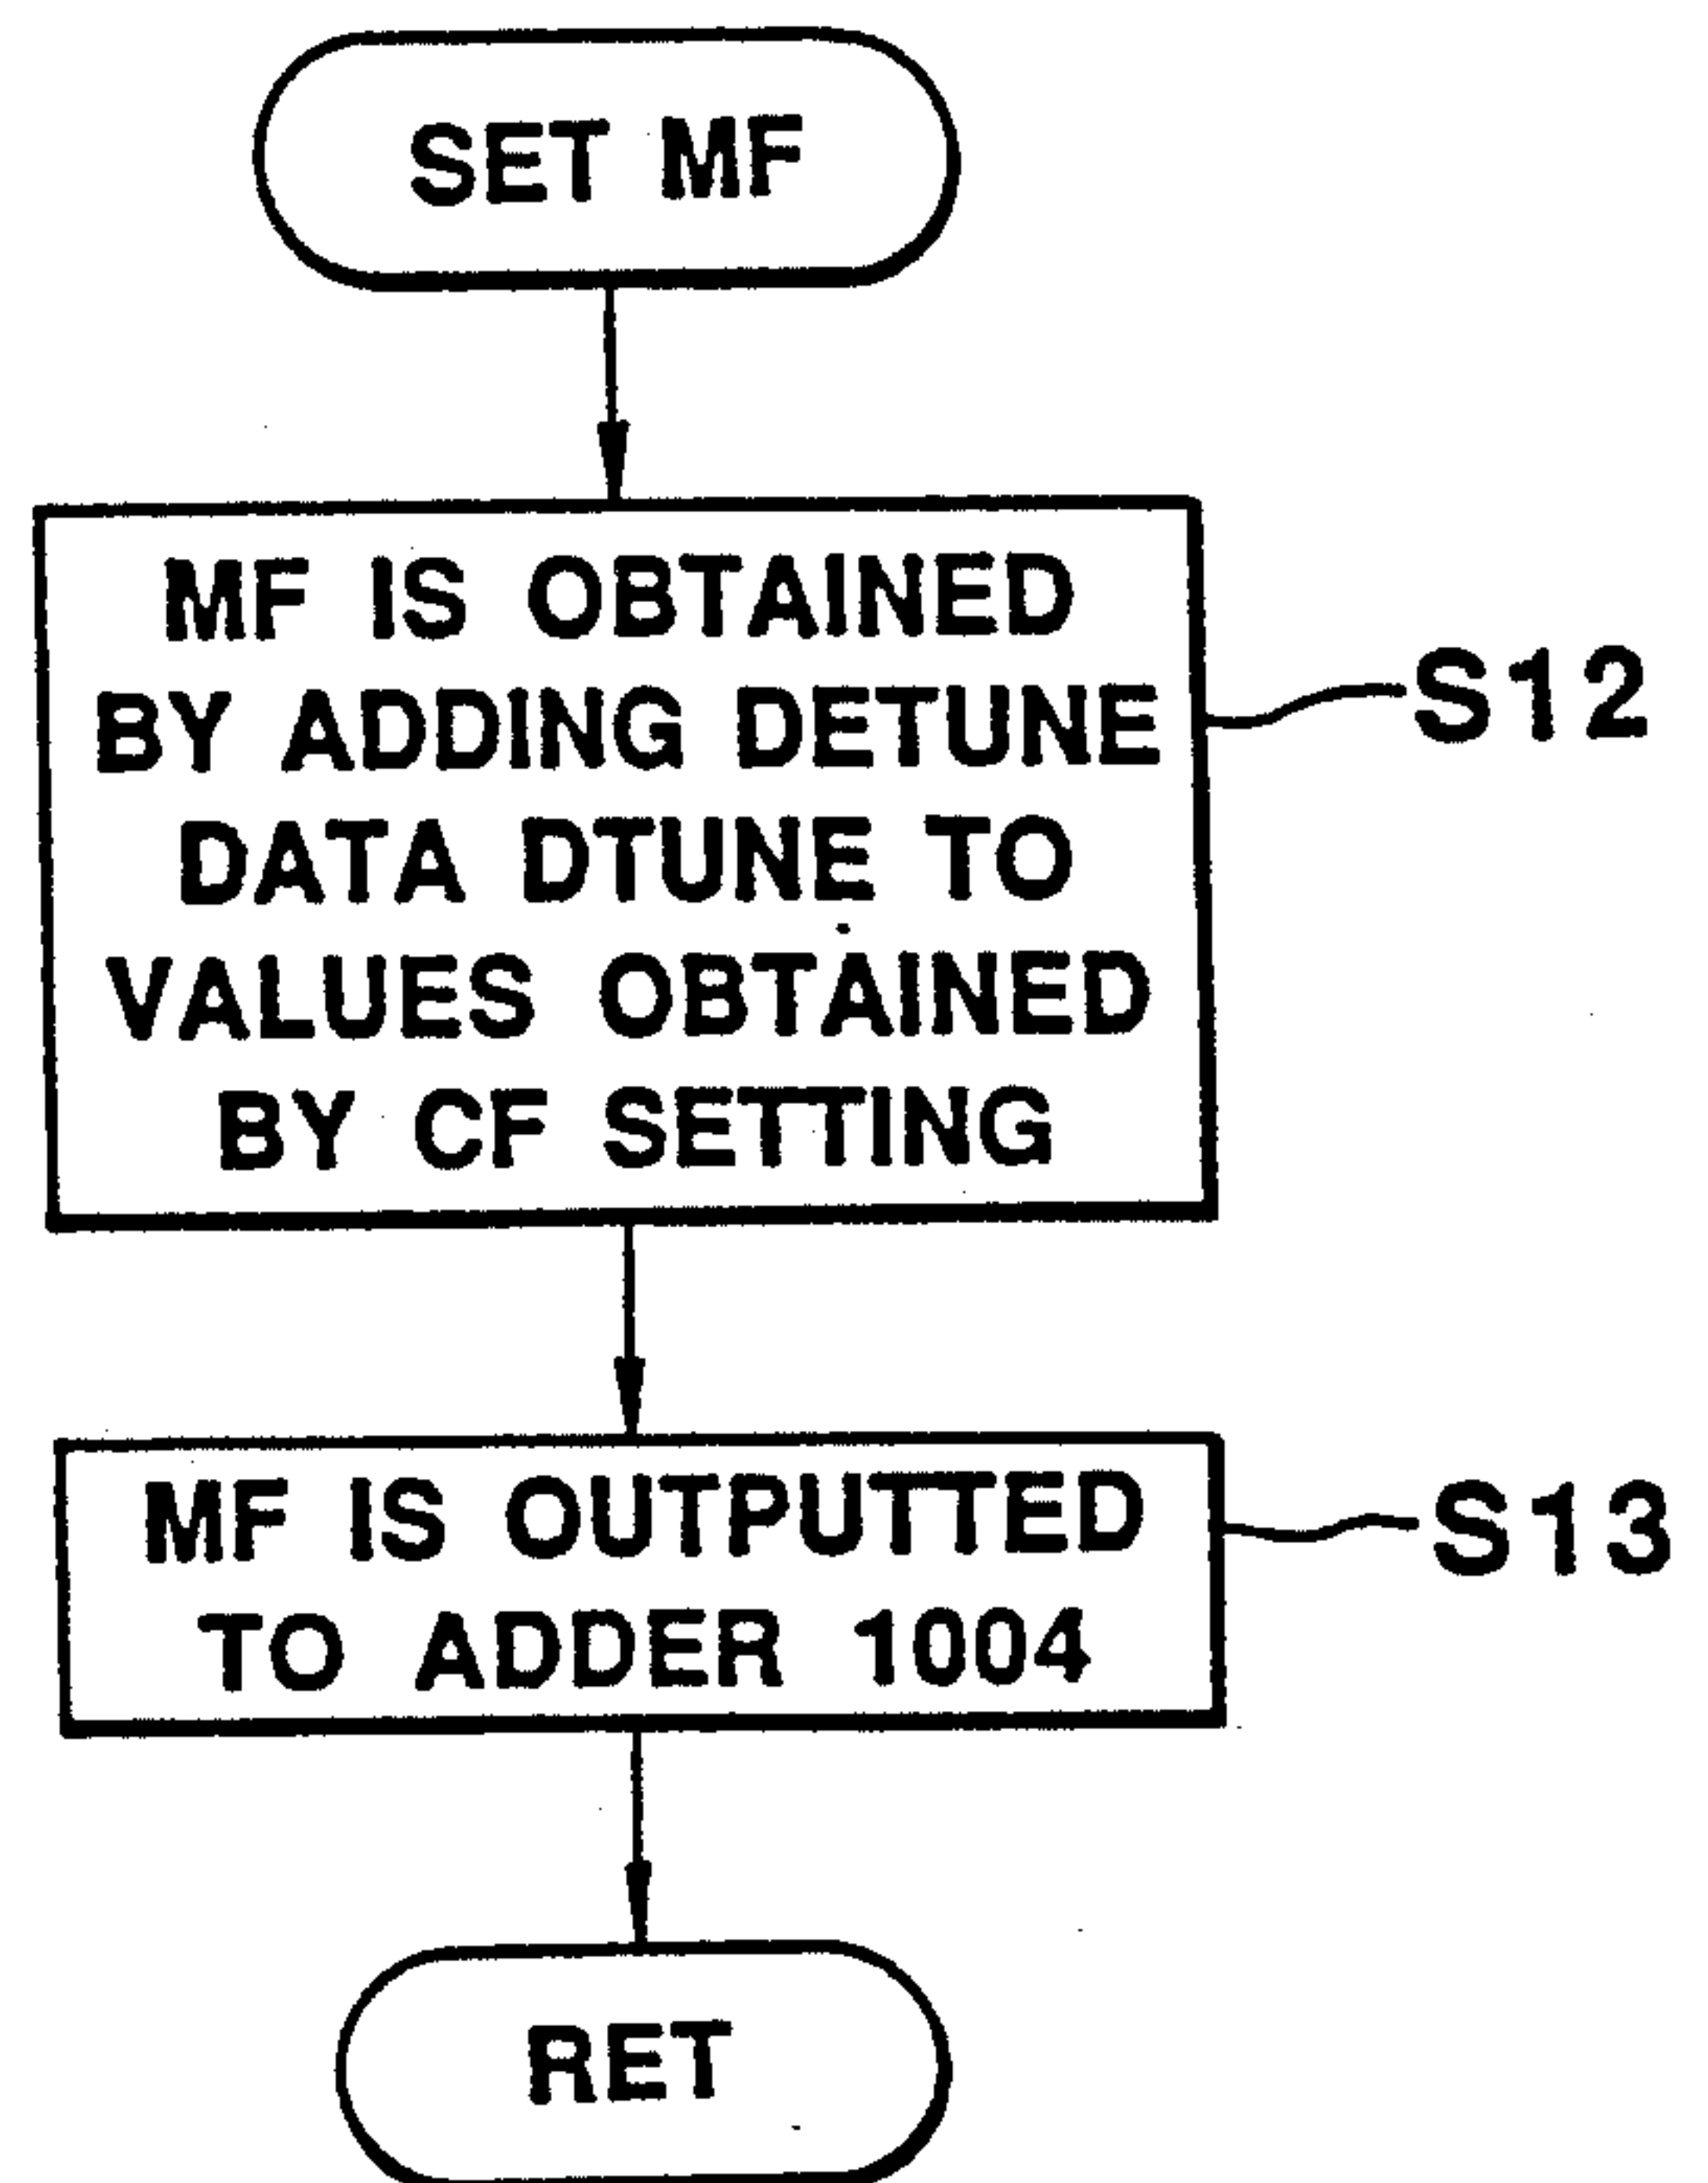 SET MF
MF IS OBTAINED
BY ADDING DETUNE
DATA DTUNE TO
VALUES OBTAINED
BY CF SETTING
S12
MF IS OUTPUTTED
TO ADDER 1004
S13
RET